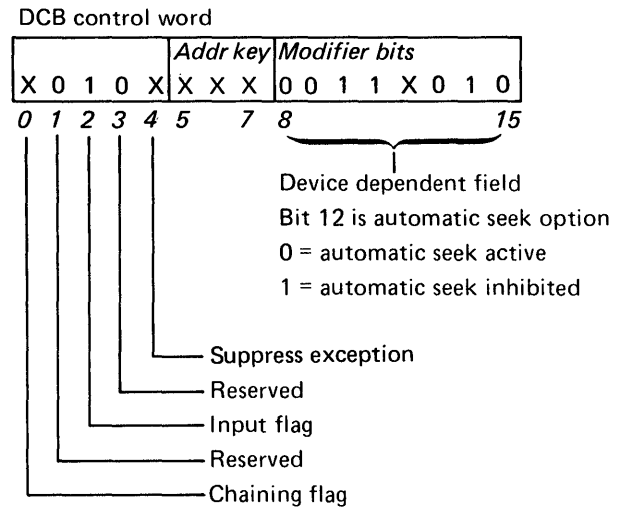 DCB control word
Addr key Modifier bits
X 0 1 0 X X X X 0 0 1 1 X 0 1 0
0 1 2 3 4 5 7 8 15
Device dependent field
Bit 12 is automatic seek option
0 = automatic seek active
1 = automatic seek inhibited
Suppress exception
Reserved
Input flag
Reserved
Chaining flag